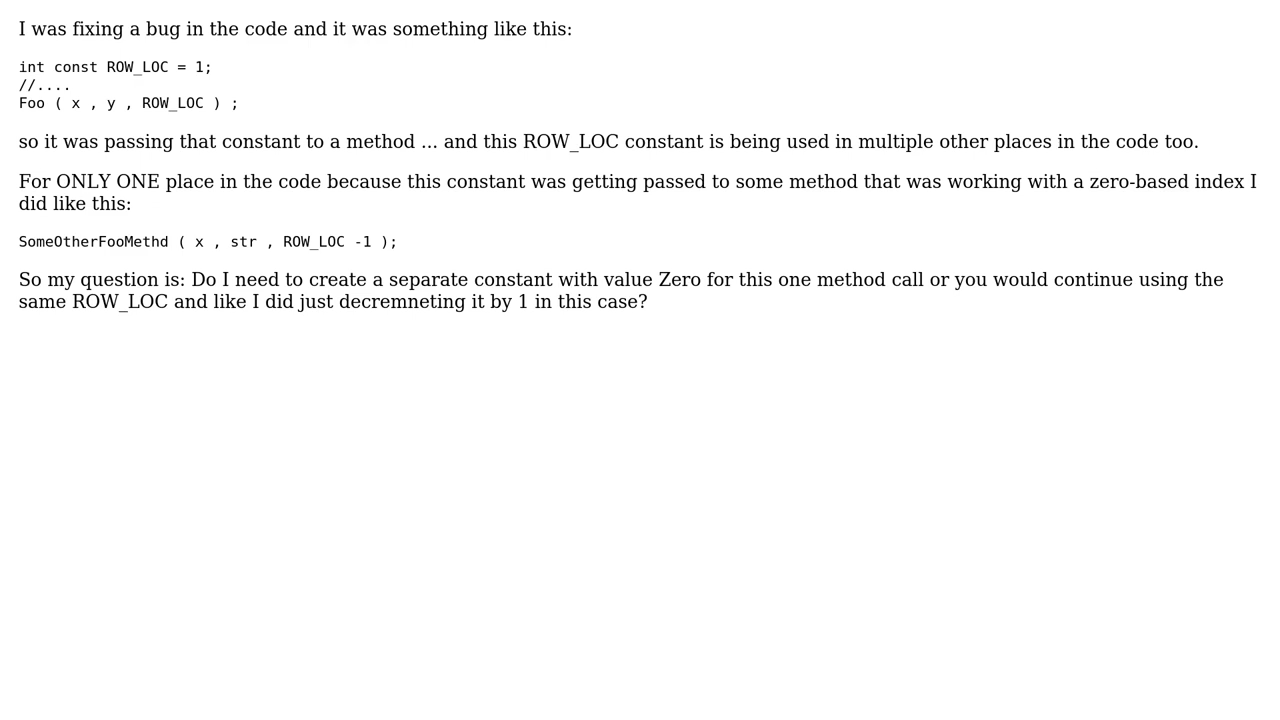 I was fixing a bug in the code and it was something like this:
int const ROW_LOC = 1;
//....
Foo ( x , y , ROW_LOC ) ;
so it was passing that constant to a method ... and this ROW_LOC constant is being used in multiple other places in the code too.
For ONLY ONE place in the code because this constant was getting passed to some method that was working with a zero-based index I
did like this:
SomeOtherFooMethd ( x , str , ROW_LOC -1 );
So my question is: Do I need to create a separate constant with value Zero for this one method call or you would continue using the
same ROW_LOC and like I did just decremneting it by 1 in this case?